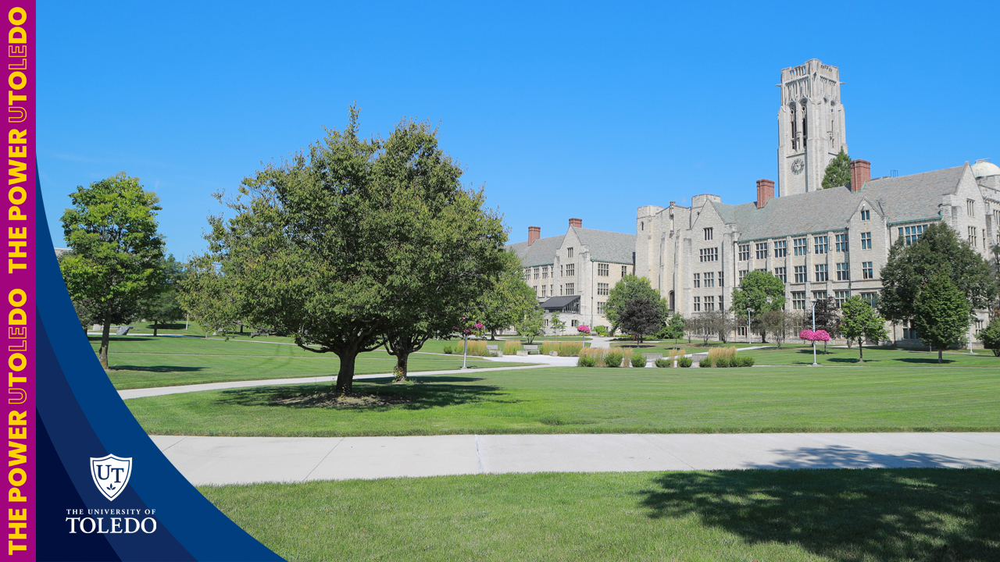 THE POWER UTOLEDO THE POWER UTOLEDO
UT
THE UNIVERSITY OF
TOLEDO